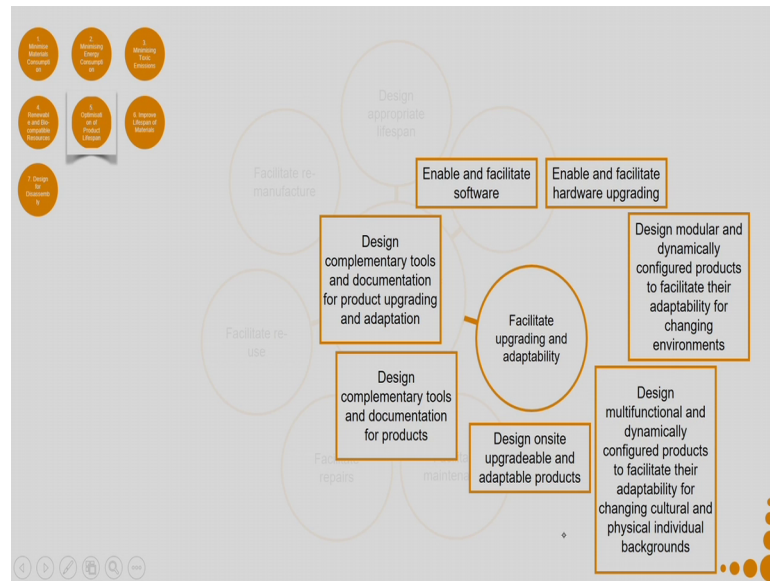 1.
Minimise
Materials
Consumpti
on
2.
Minimising
Energy
Consumpti
on
3.
Minimising
Toxic
Emissions
4.
Renewabl
e and Bio-
compatible
Resources
5.
Optimisati
on of
Product
Lifespan
6. Improve
Lifespan of
Materials
7. Design
for
Disassemb
ly
Design
appropriate
lifespan
Facilitate re-
manufacture
Facilitate re-
use
repairs
Enable and facilitate
software
Enable and facilitate
hardware upgrading
Design
complementary tools
and documentation
for product upgrading
and adaptation
Design modular and
dynamically
configured products
to facilitate their
adaptability for
changing
environments
Facilitate
upgrading and
adaptability
Design
complementary tools
and documentation
for products
Design onsite
upgradeable and
adaptable products
Design
multifunctional and
dynamically
configured products
to facilitate their
adaptability for
changing cultural and
physical individual
backgrounds